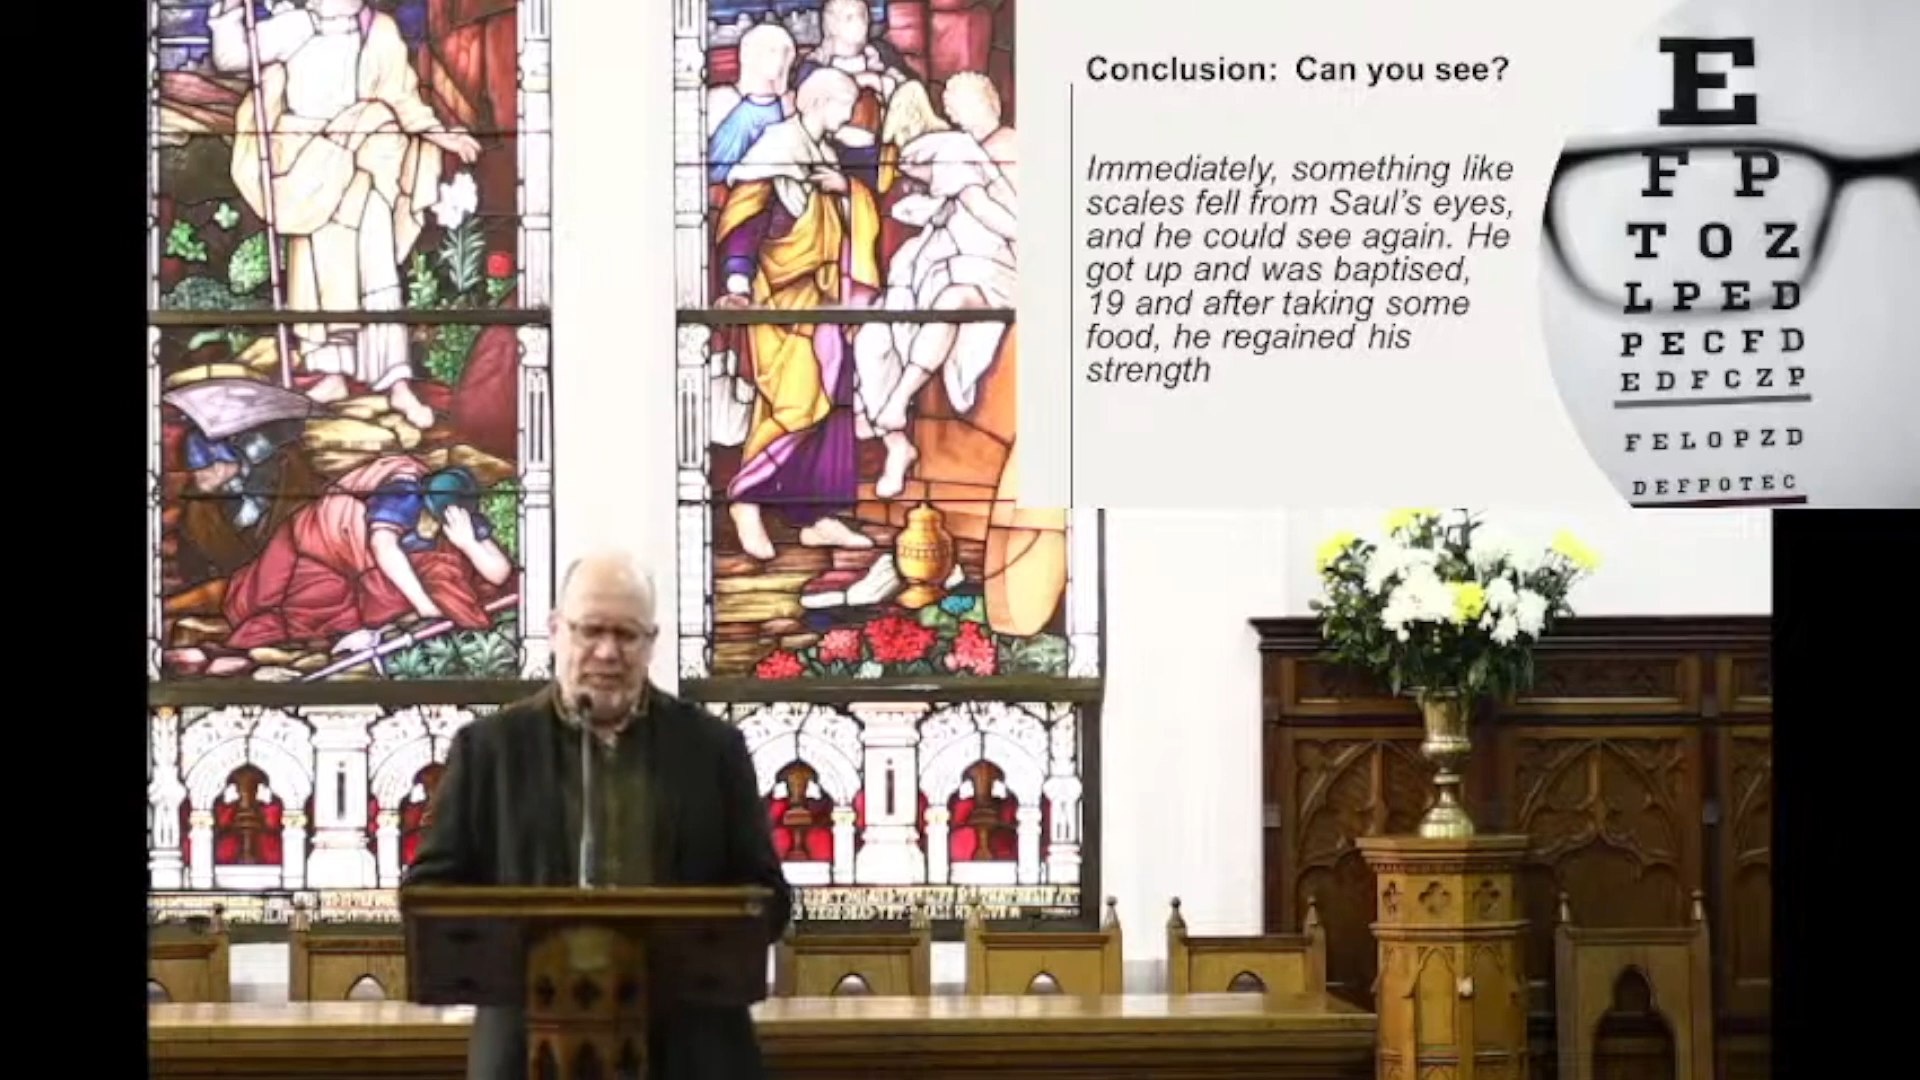 Conclusion: Can you see?
Immediately, something like
scales fell from Saul's eyes,
and he could see again. He
got up and was baptised,
19 and after taking some
food, he regained his
strength
E
F P
T O Z
L P E D
P E C F D
E D F C Z P
F E L O P Z D
D E F P O T E C